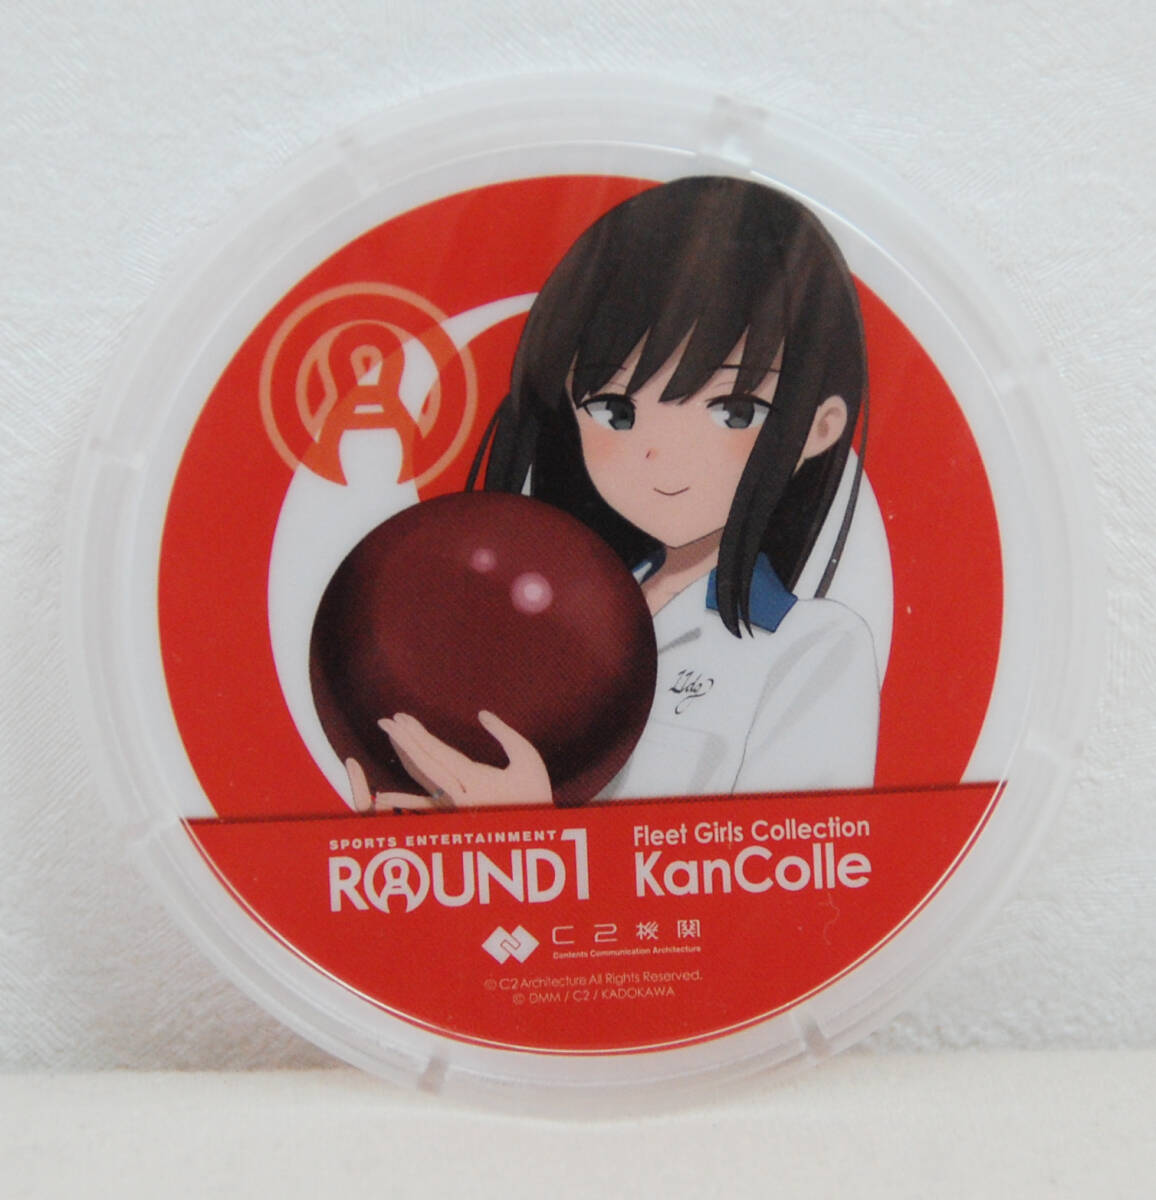 SPORTS ENTERTAINMENT
ROUND1
Fleet Girls Collection
KanColle
C2機関
Contents Communication Architecture
© C2 Architecture All Rights Reserved.
© DMM / C2 / KADOKAWA